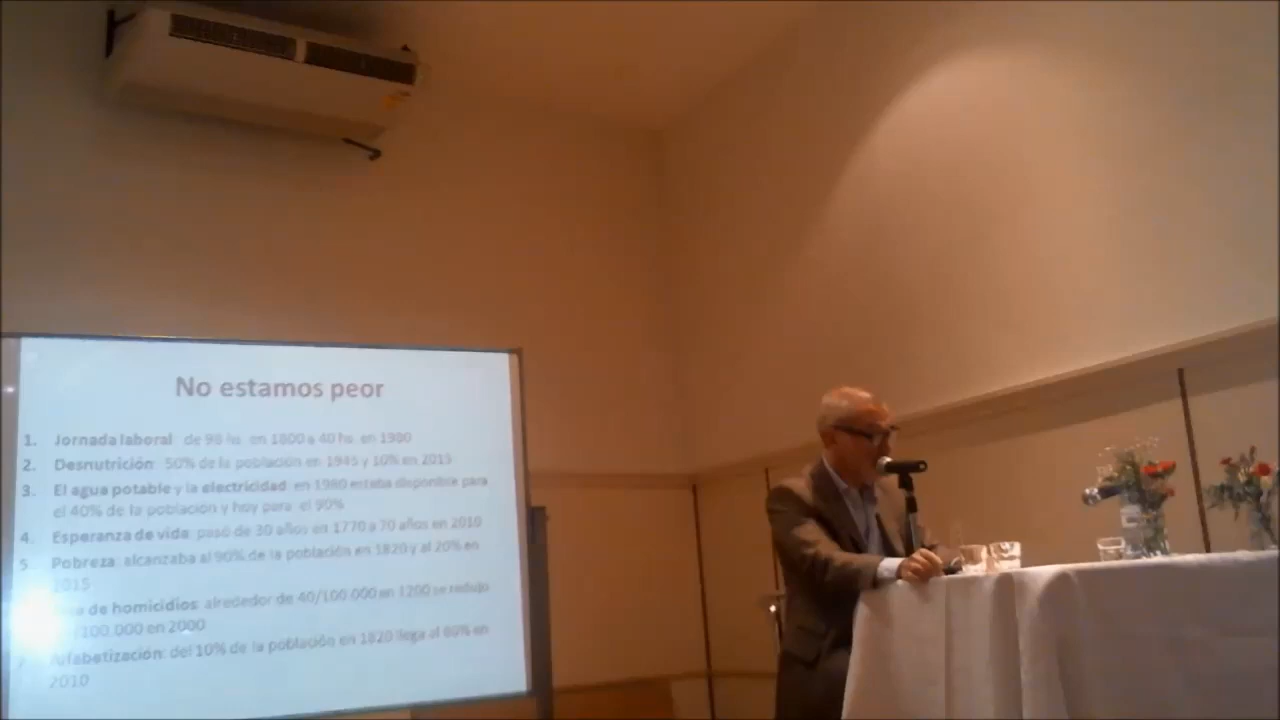 No estamos peor
1. Jornada laboral: de 98 hs en 1800 a 40 hs en 1980
2. Desnutrición: 50% de la población en 1945 y 10% en 2015
3. El agua potable y la electricidad: en 1980 estaba disponible para
el 40% de la población y hoy para el 90%
4. Esperanza de vida: pasó de 30 años en 1770 a 70 años en 2010
5. Pobreza: alcanzaba al 90% de la población en 1820 y al 20% en
2015
de homicidios: alrededor de 40/100.000 en 1200 se redujo
/100.000 en 2000
Alfabetización: del 10% de la población en 1820 llega al en
2010